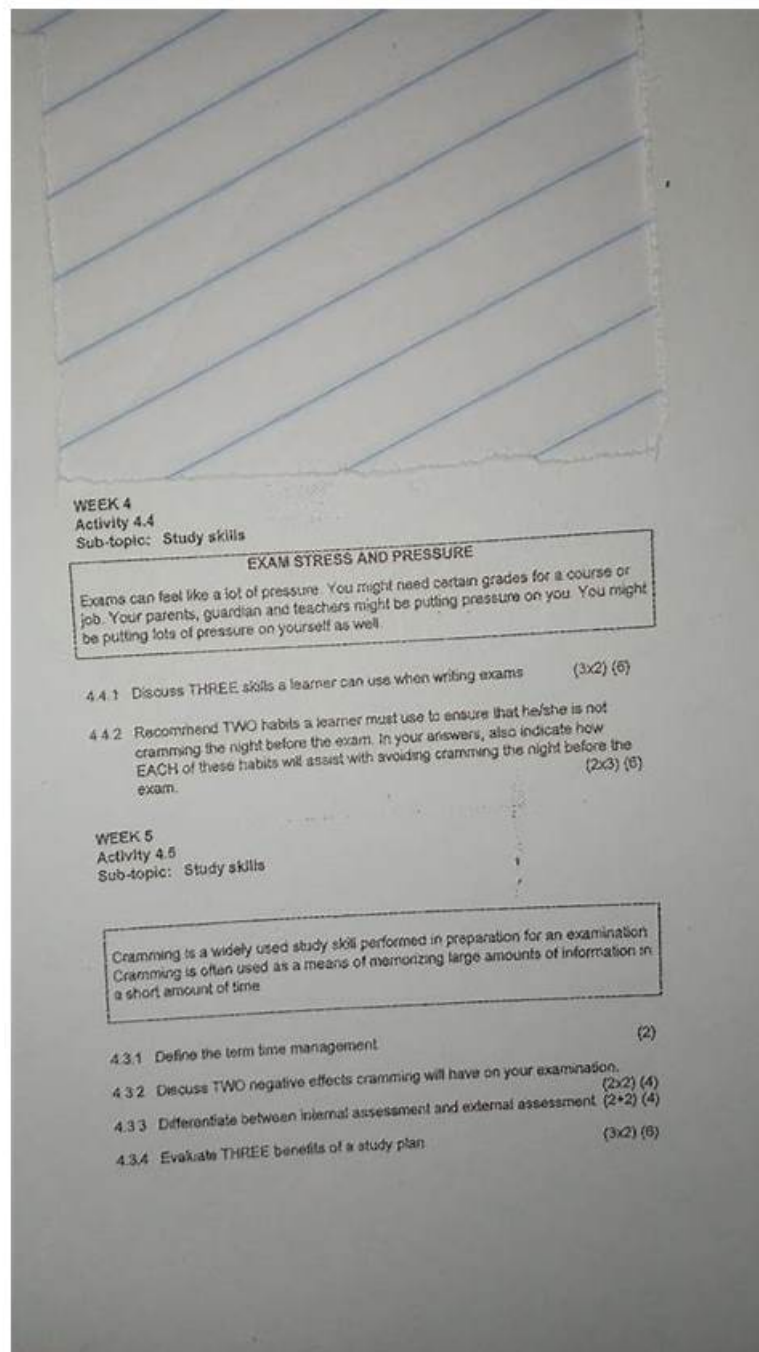 WEEK 4
Activity 4.4
Sub-topic: Study skills
EXAM STRESS AND PRESSURE
Exams can feel like a lot of pressure. You might need certain grades for a course or
job. Your parents, guardian and teachers might be putting pressure on you. You might
be putting lots of pressure on yourself as well.
4.4.1 Discuss THREE skills a learner can use when writing exams (3x2) (6)
4.4.2 Recommend TWO habits a learner must use to ensure that he/she is not
cramming the night before the exam. In your answers, also indicate how
EACH of these habits will assist with avoiding cramming the night before the
exam. (2x3) (6)
WEEK 5
Activity 4.5
Sub-topic: Study skills
Cramming is a widely used study skill performed in preparation for an examination
Cramming is often used as a means of memorizing large amounts of information in
a short amount of time
4.3.1 Define the term time management (2)
4.3.2 Discuss TWO negative effects cramming will have on your examination.
(2x2) (4)
4.3.3 Differentiate between internal assessment and external assessment (2+2) (4)
4.3.4 Evaluate THREE benefits of a study plan (3x2) (6)